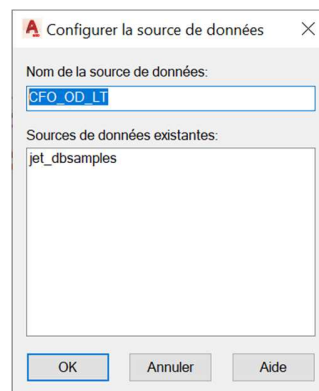 Configurer la source de données
Nom de la source de données:
CFO_OD_LT
Sources de données existantes:
jet_dbsamples
OK
Annuler
Aide